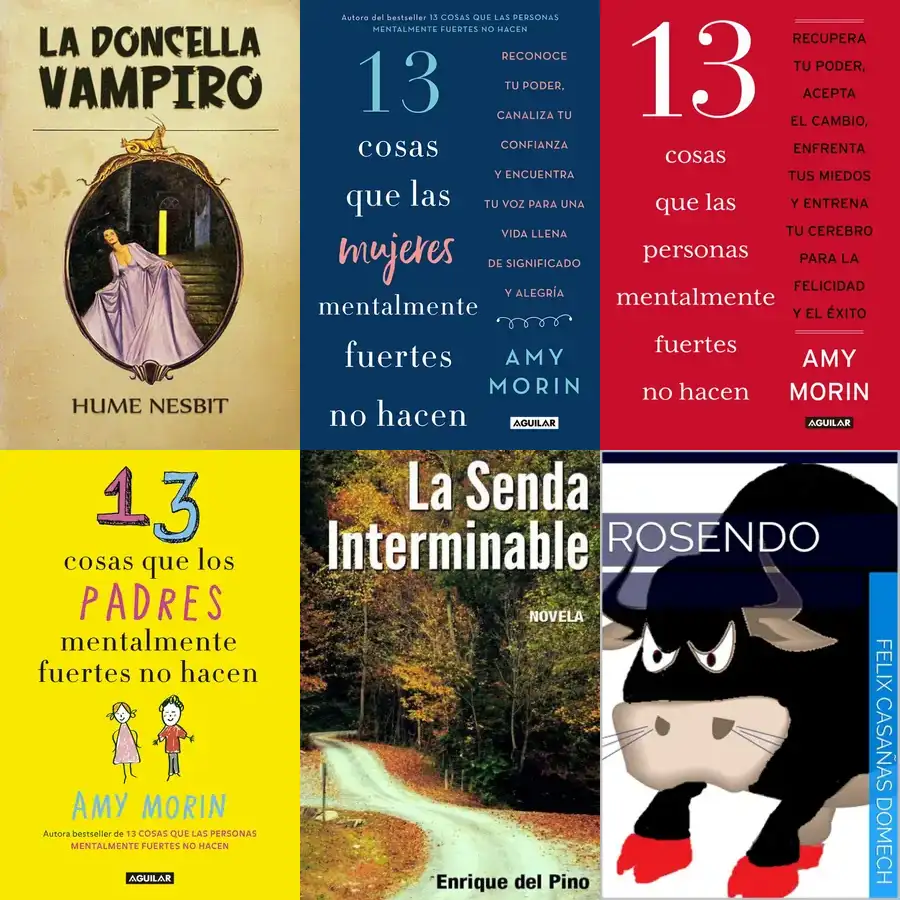 LA DONCELLA
VAMPIRO
HUME NESBIT
Autora del bestseller 13 COSAS QUE LAS PERSONAS
MENTALMENTE FUERTES NO HACEN
13
cosas
que las
mujeres
mentalmente
fuertes
no hacen
RECONOCE
TU PODER,
CANALIZA TU
CONFIANZA
Y ENCUENTRA
TU VOZ PARA UNA
VIDA LLENA
DE SIGNIFICADO
Y ALEGRÍA
AMY
MORIN
AGUILAR
13
cosas
que las
personas
mentalmente
fuertes
no hacen
RECUPERA
TU PODER,
ACEPTA
EL CAMBIO,
ENFRENTA
TUS MIEDOS
Y ENTRENA
TU CEREBRO
PARA LA
FELICIDAD
Y EL ÉXITO
AMY
MORIN
AGUILAR
13
cosas que los
PADRES
mentalmente
fuertes no hacen
AMY MORIN
Autora bestseller de 13 COSAS QUE LAS PERSONAS
MENTALMENTE FUERTES NO HACEN
AGUILAR
La Senda
Interminable
NOVELA
Enrique del Pino
ROSENDO
FELIX CASAÑAS DOMECH